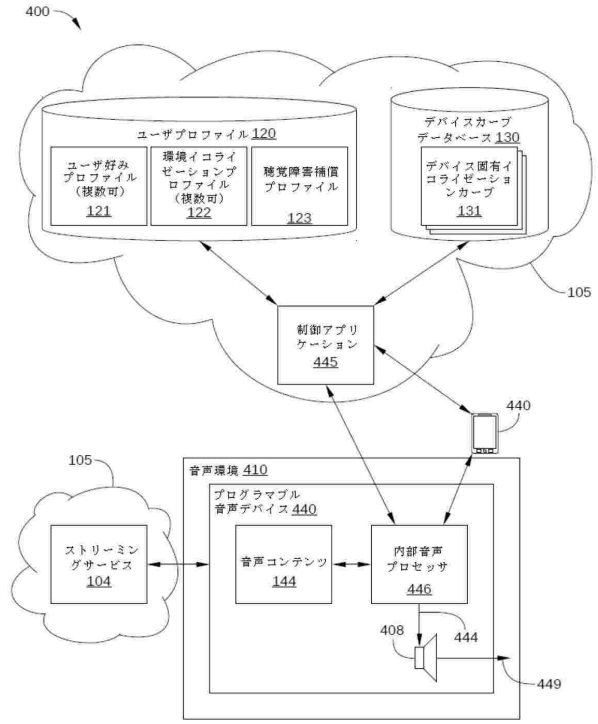 400
ユーザプロファイル 120
ユーザ好み
プロファイル
(複数可)
121
環境イコライ
ゼーションプ
ロファイル
(複数可)
122
聴覚障害補償
プロファイル
123
デバイスカーブ
データベース 130
デバイス固有イ
コライゼーショ
ンカーブ
131
105
制御アプリ
ケーション
445
440
105
ストリーミン
グサービス
104
音声環境 410
プログラマブル
音声デバイス 440
音声コンテンツ
144
内部音声
プロセッサ
446
408
444
449